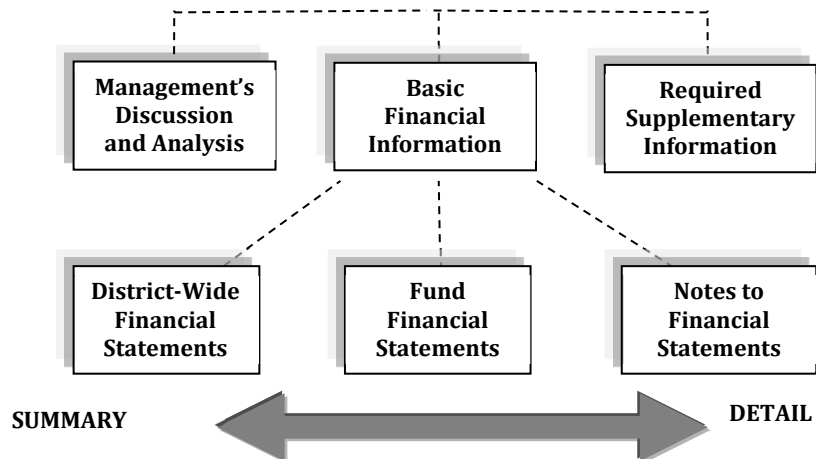 Management’s
Discussion
and Analysis
Basic
Financial
Information
Required
Supplementary
Information
District-Wide
Financial
Statements
Fund
Financial
Statements
Notes to
Financial
Statements
SUMMARY
DETAIL